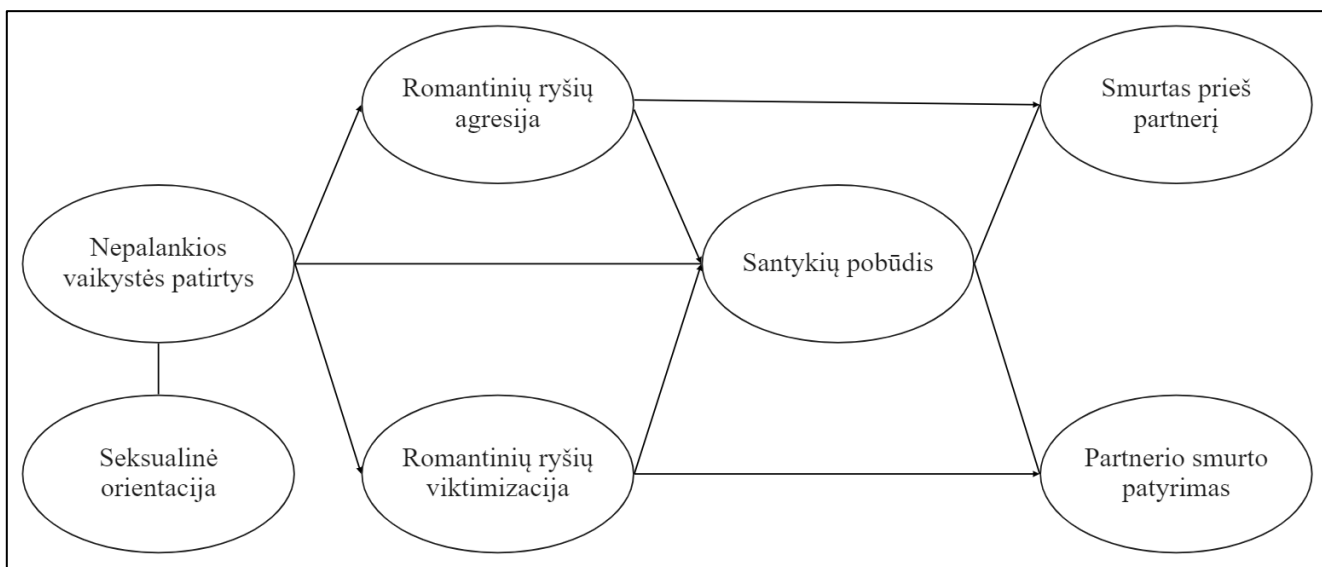 Romantinių ryšių
agresija
Smurtas prieš
partnerį
Nepalankios
vaikystės patirtys
Santykių pobūdis
Seksualinė
orientacija
Romantinių ryšių
viktimizacija
Partnerio smurto
patyrimas